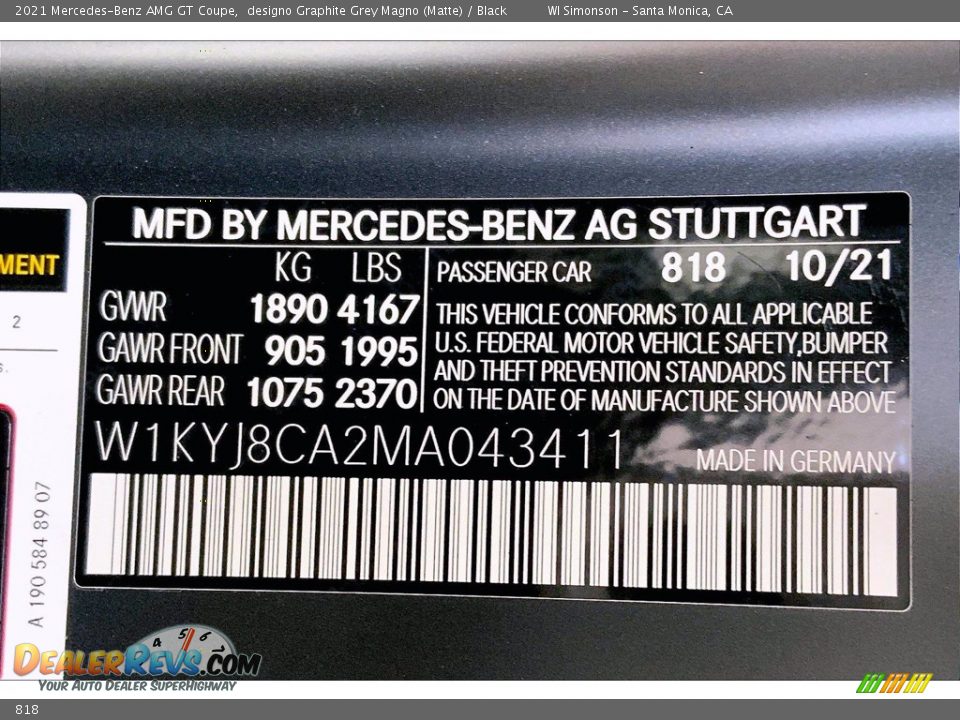 2021 Mercedes-Benz AMG GT Coupe, designo Graphite Grey Magno (Matte) / Black WI Simonson - Santa Monica, CA
MFD BY MERCEDES-BENZ AG STUTTGART
KG LBS
GVWR 1890 4167
GAWR FRONT 905 1995
GAWR REAR 1075 2370
PASSENGER CAR 818 10/21
THIS VEHICLE CONFORMS TO ALL APPLICABLE
U.S. FEDERAL MOTOR VEHICLE SAFETY,BUMPER
AND THEFT PREVENTION STANDARDS IN EFFECT
ON THE DATE OF MANUFACTURE SHOWN ABOVE
W1KYJ8CA2MA043411
MADE IN GERMANY
MENT
2
s.
A 190 584 89 07
4 5 6
DealerRevs.com
Your Auto Dealer SuperHighway
818